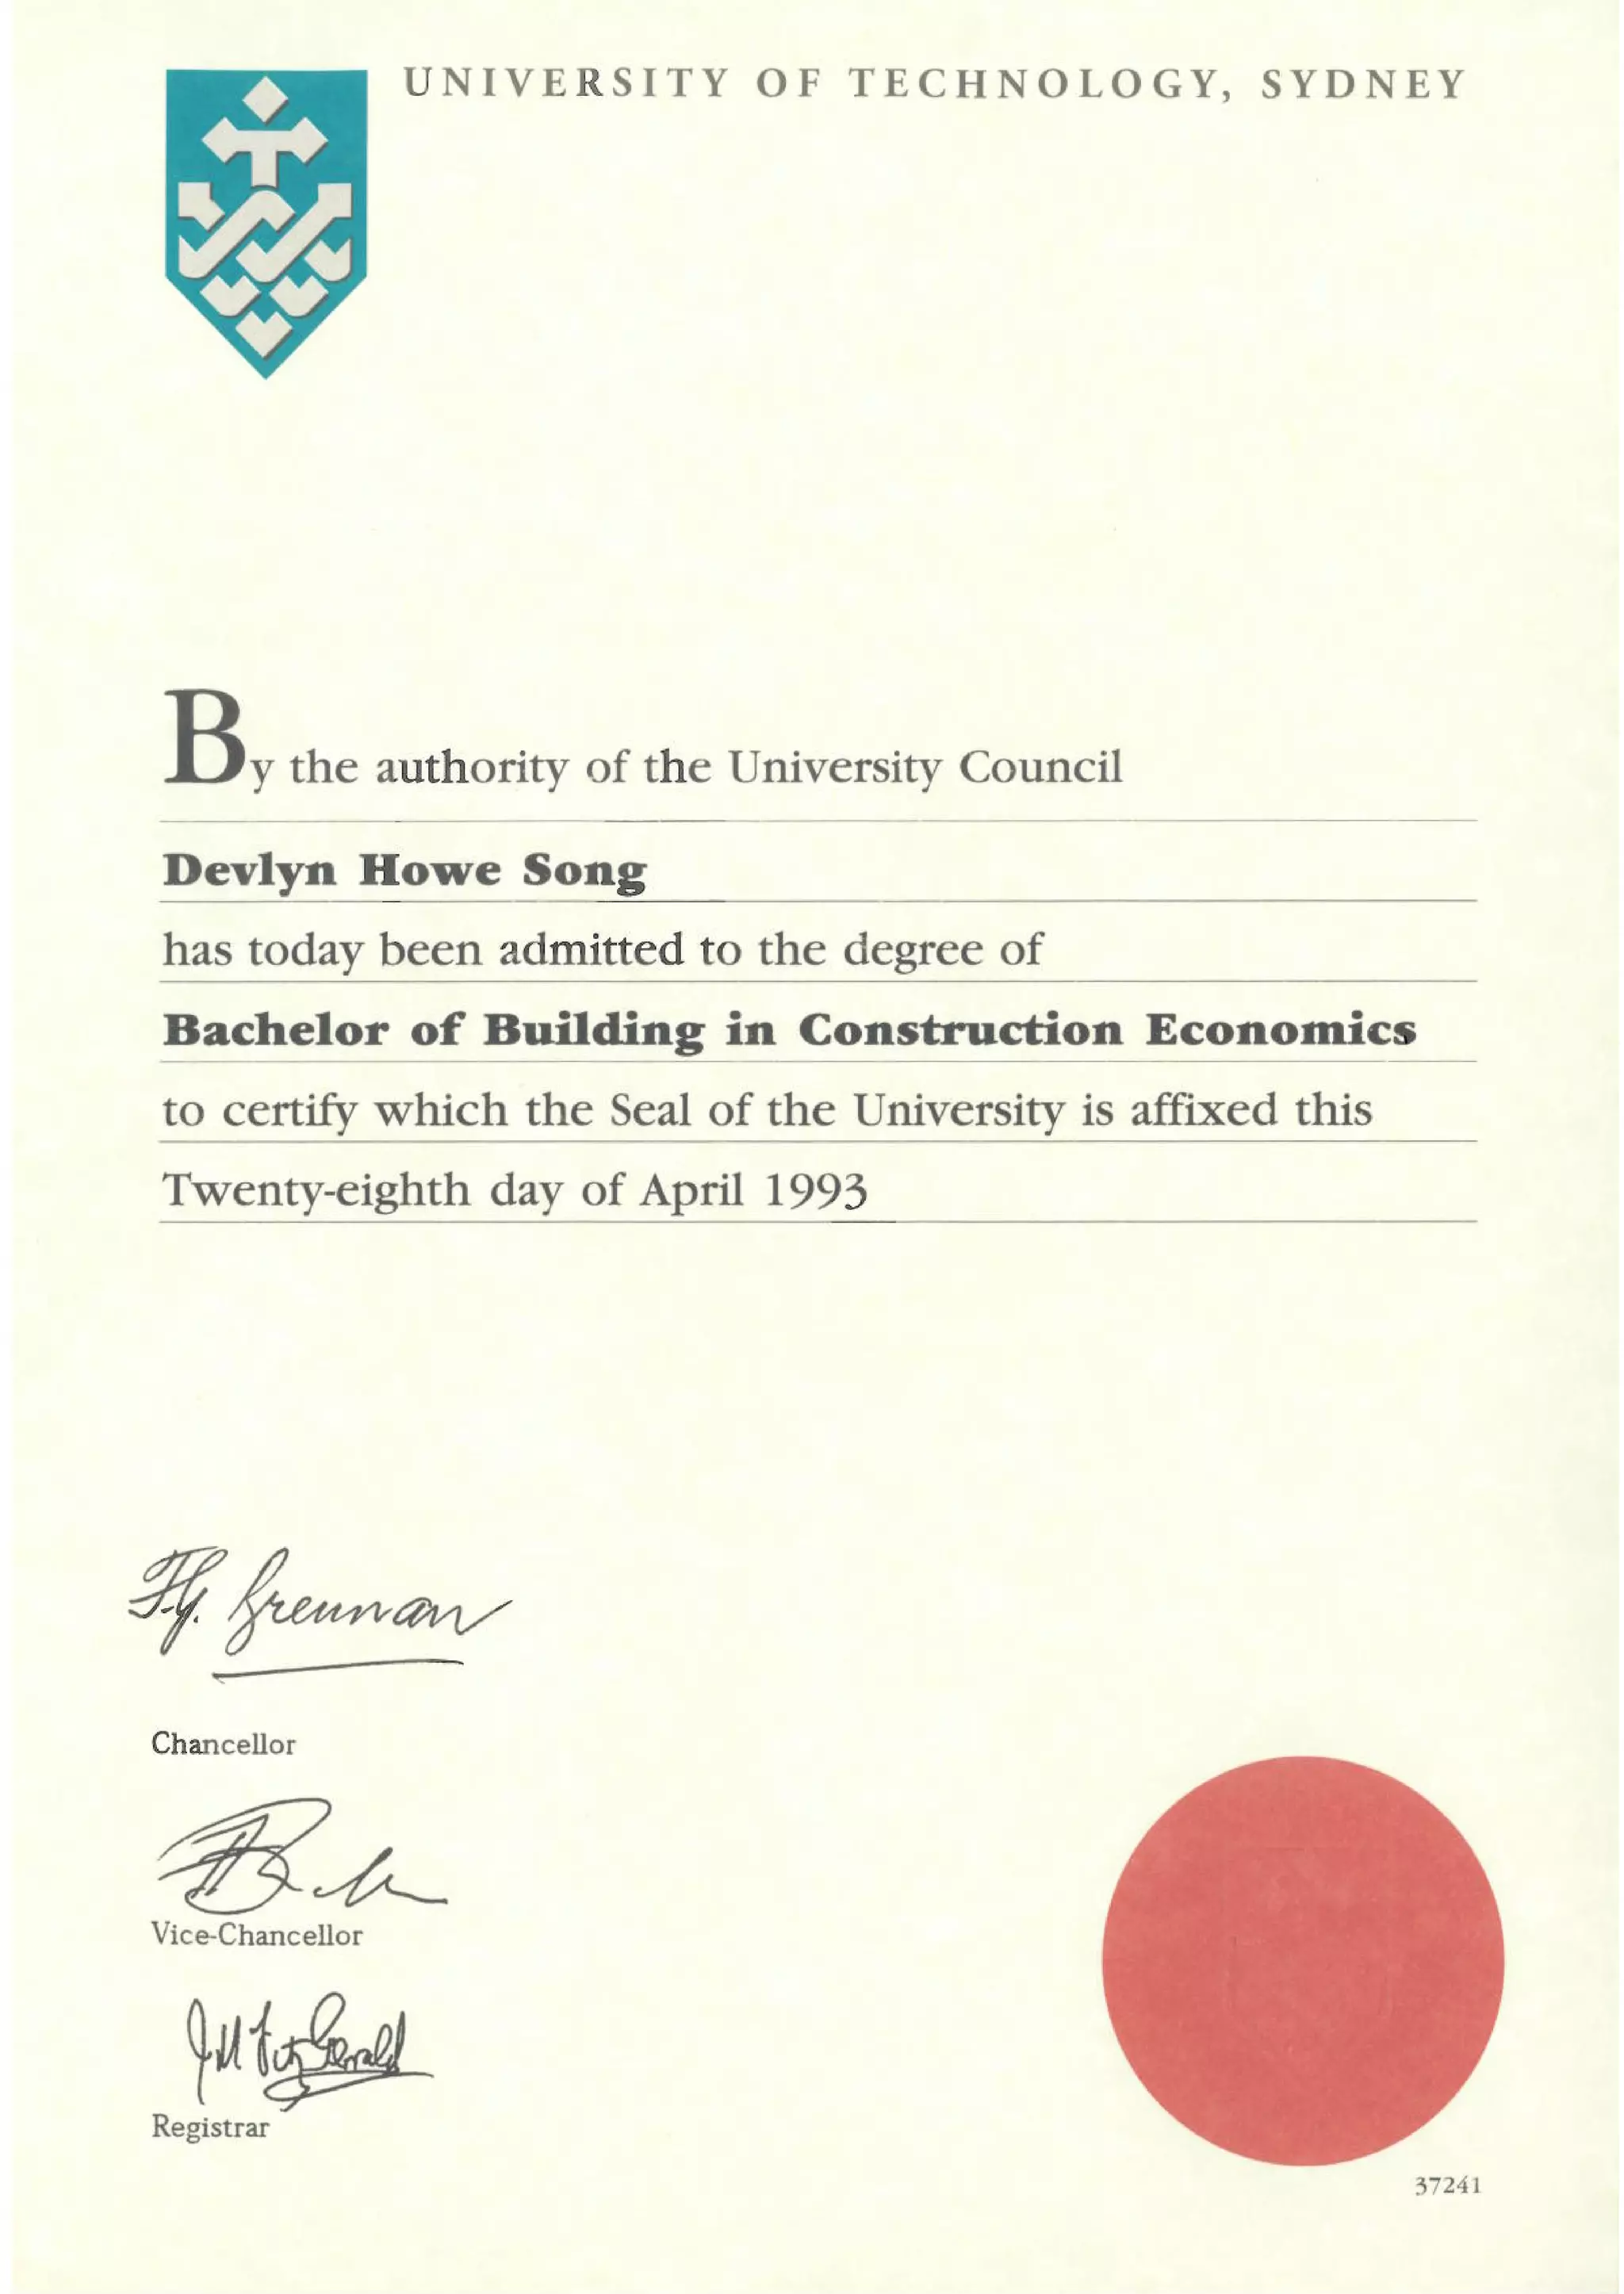 UNIVERSITY OF TECHNOLOGY, SYDNEY
By the authority of the University Council
Devlyn Howe Song
has today been admitted to the degree of
Bachelor of Building in Construction Economics
to certify which the Seal of the University is affixed this
Twenty-eighth day of April 1993
F.G. Brennan
Chancellor
Vice-Chancellor
Registrar
37241